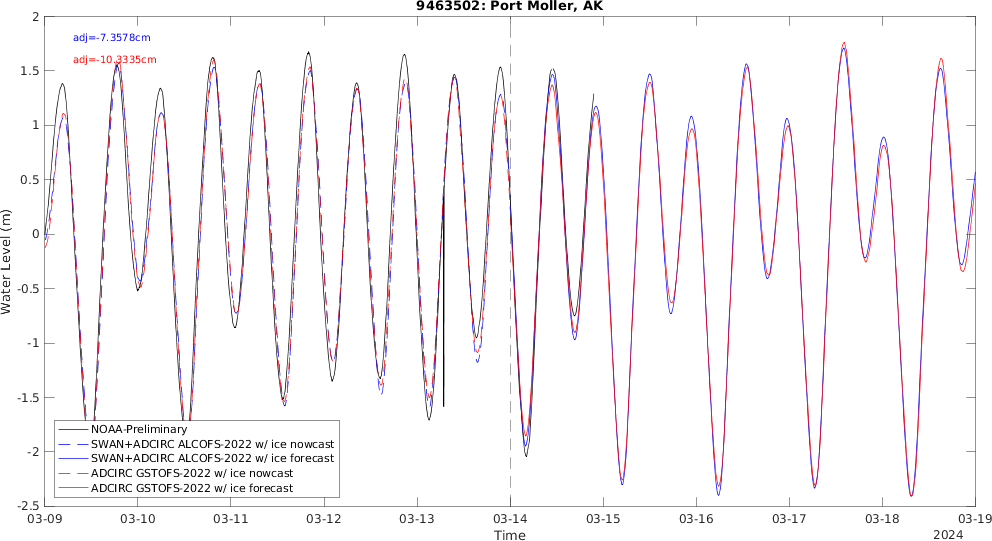 9463502: Port Moller, AK
adj=-7.3578cm
adj=-10.3335cm
2
1.5
1
0.5
0
-0.5
-1
-1.5
-2
-2.5
Water Level (m)
NOAA-Preliminary
SWAN+ADCIRC ALCOFS-2022 w/ ice nowcast
SWAN+ADCIRC ALCOFS-2022 w/ ice forecast
ADCIRC GSTOFS-2022 w/ ice nowcast
ADCIRC GSTOFS-2022 w/ ice forecast
03-09 03-10 03-11 03-12 03-13 03-14 03-15 03-16 03-17 03-18 03-19
Time
2024